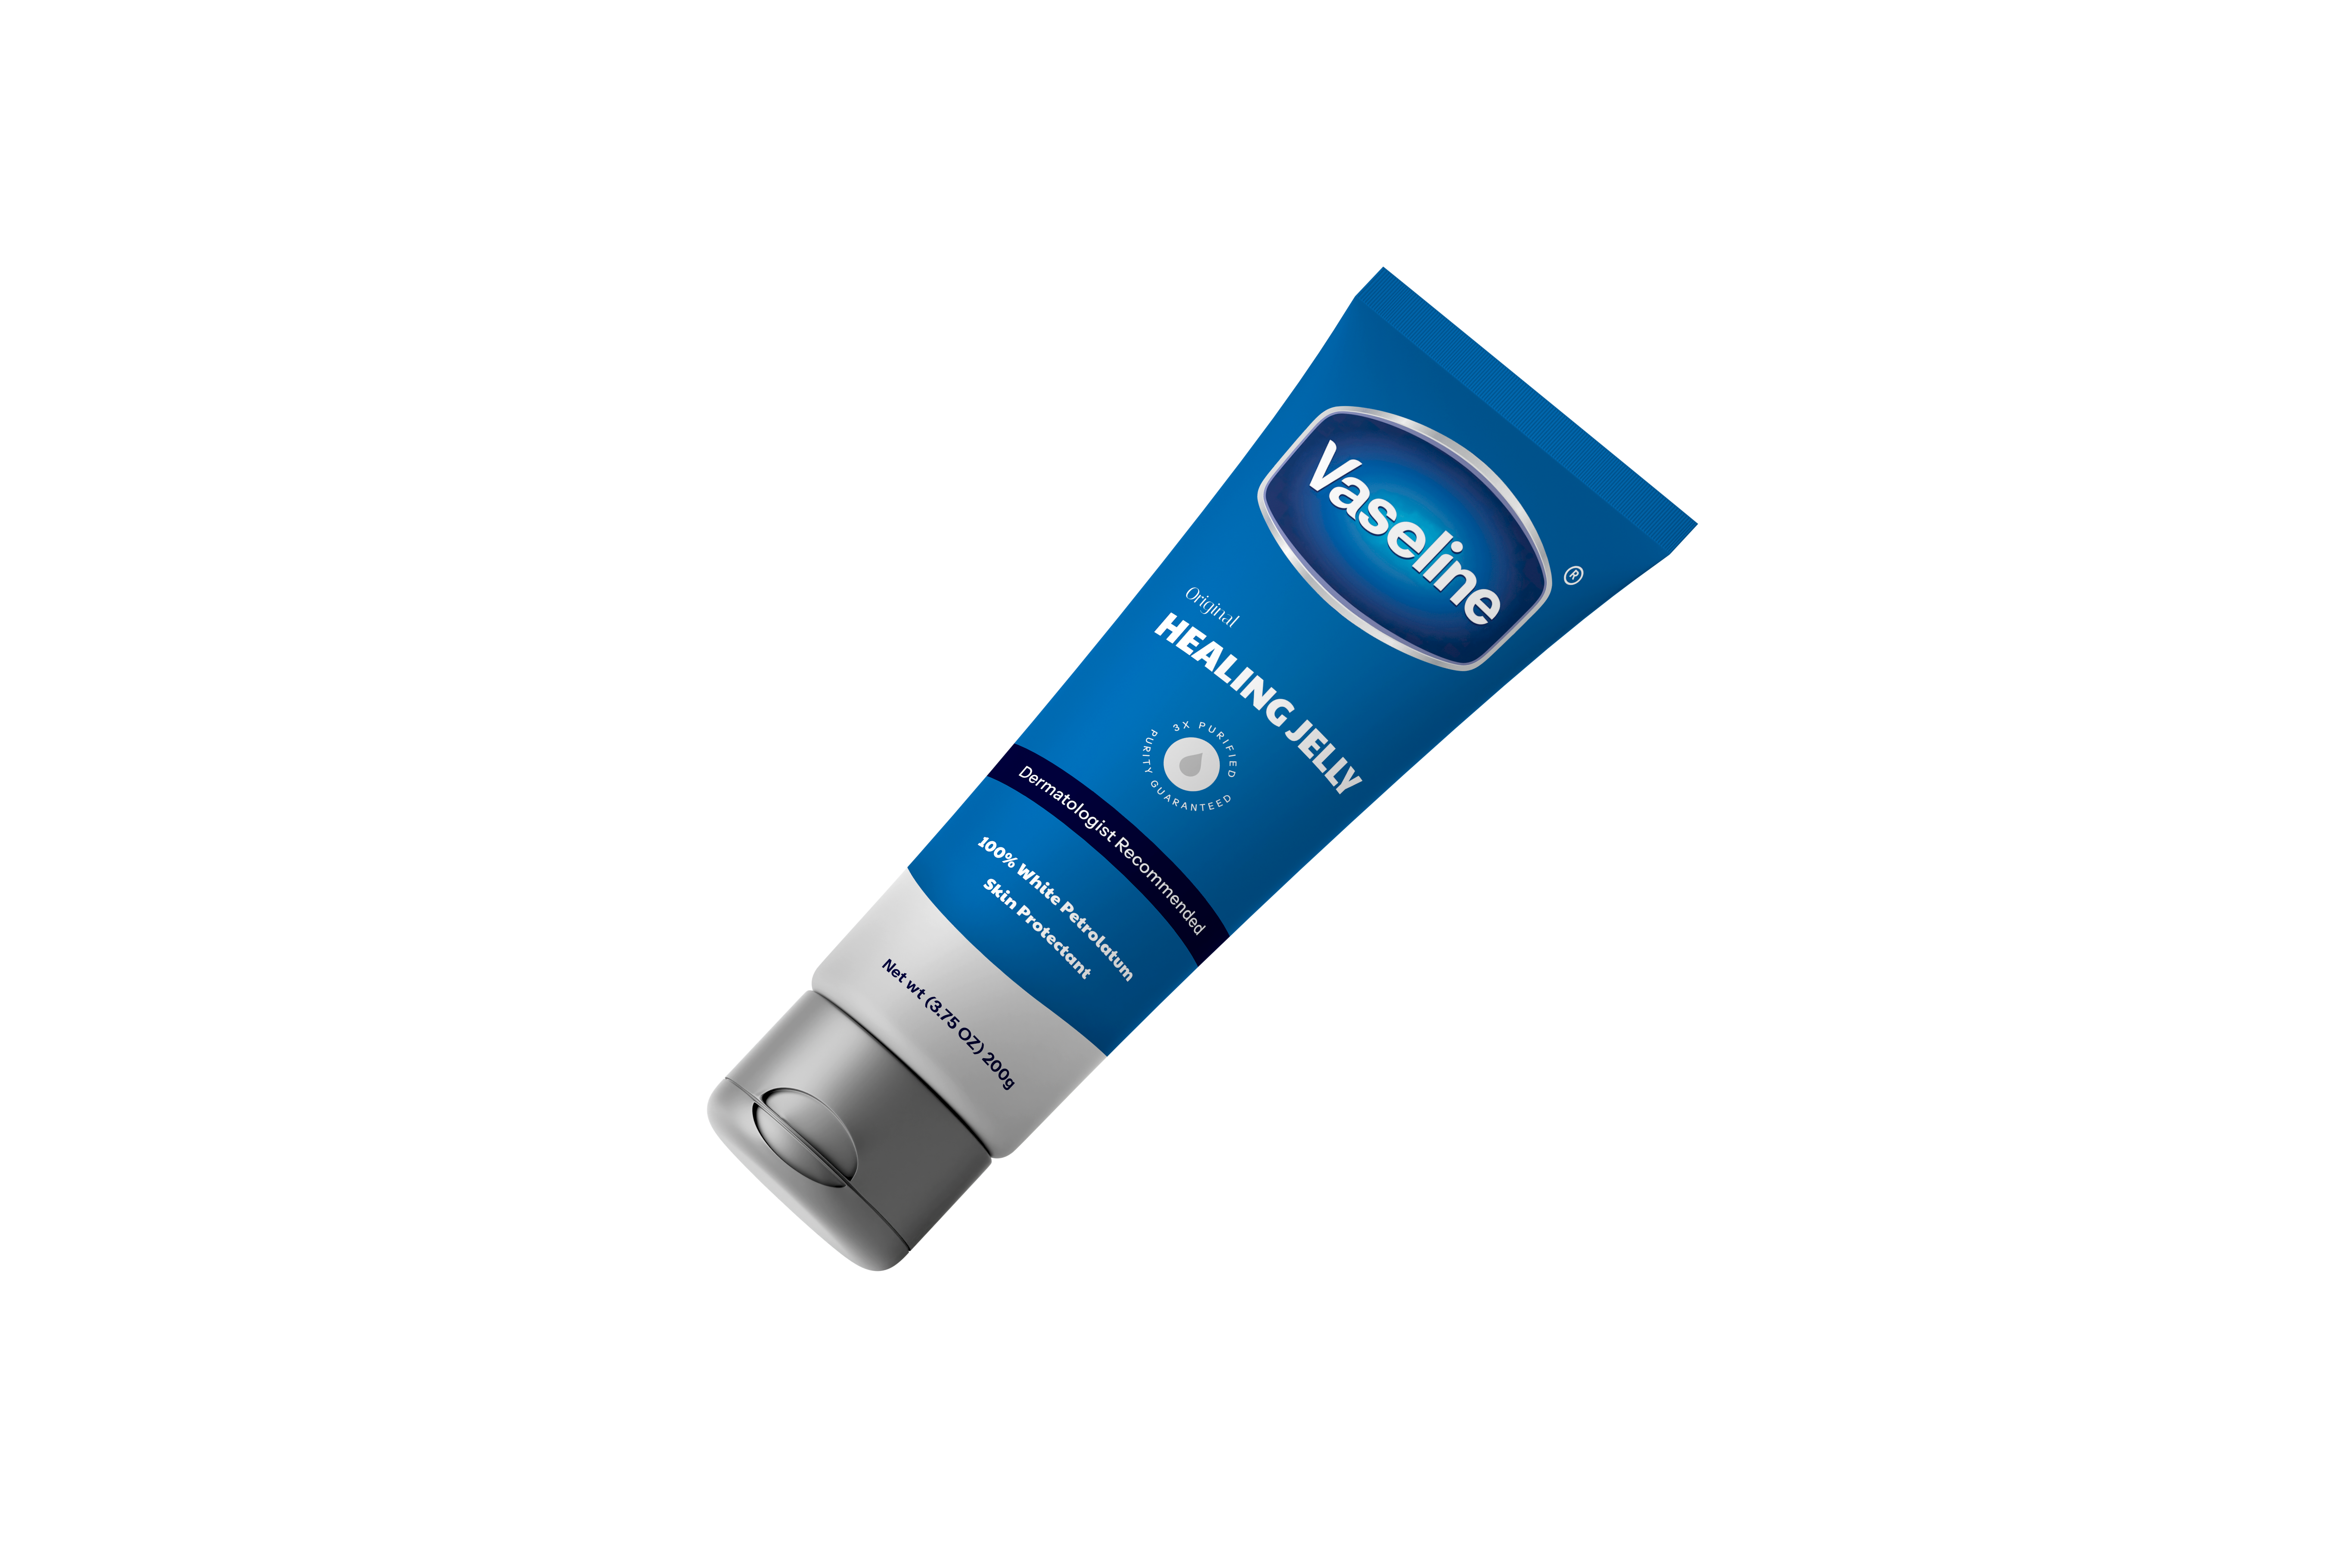 Vaseline
®
Original
HEALING JELLY
3X PURIFIED
PURITY GUARANTEED
Dermatologist Recommended
100% White Petrolatum
Skin Protectant
Net wt (3.75 OZ) 200g